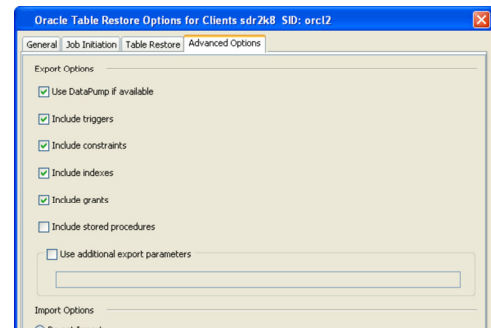 Oracle Table Restore Options for Clients sdr2k8 SID: orcl2
General Job Initiation Table Restore Advanced Options
Export Options
Use DataPump if available
Include triggers
Include constraints
Include indexes
Include grants
Include stored procedures
Use additional export parameters
Import Options